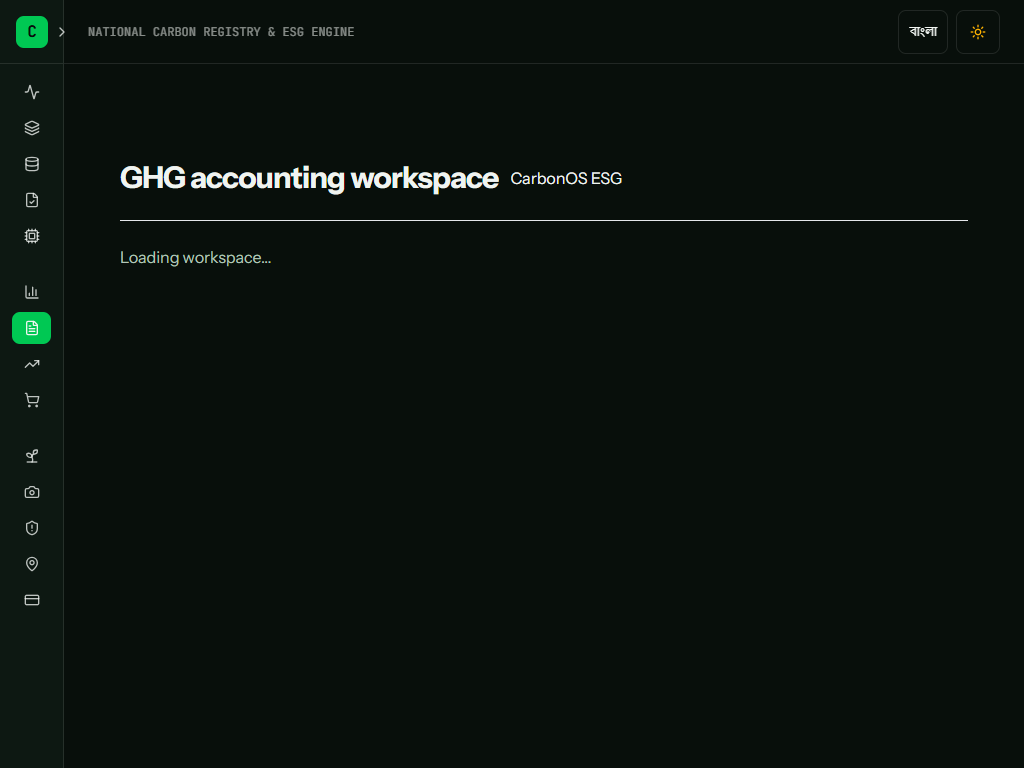 C
NATIONAL CARBON REGISTRY & ESG ENGINE
বাংলা
GHG accounting workspace CarbonOS ESG
Loading workspace...